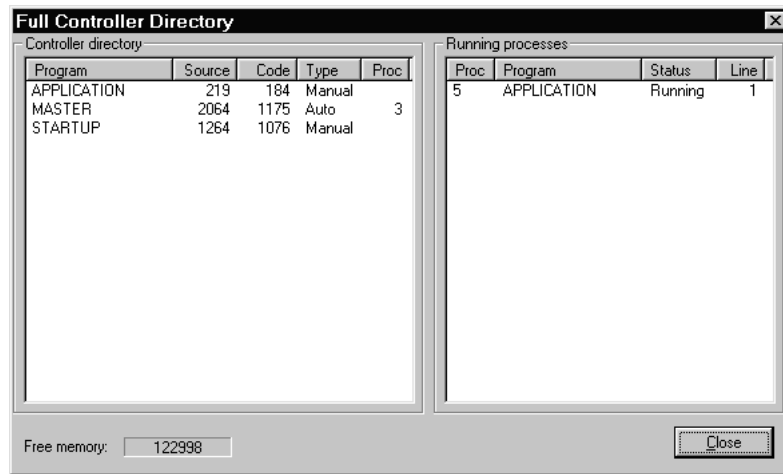 Full Controller Directory
Controller directory
Program Source Code Type Proc
APPLICATION 219 184 Manual
MASTER 2064 1175 Auto 3
STARTUP 1264 1076 Manual
Running processes
Proc Program Status Line
5 APPLICATION Running 1
Free memory: 122998
Close